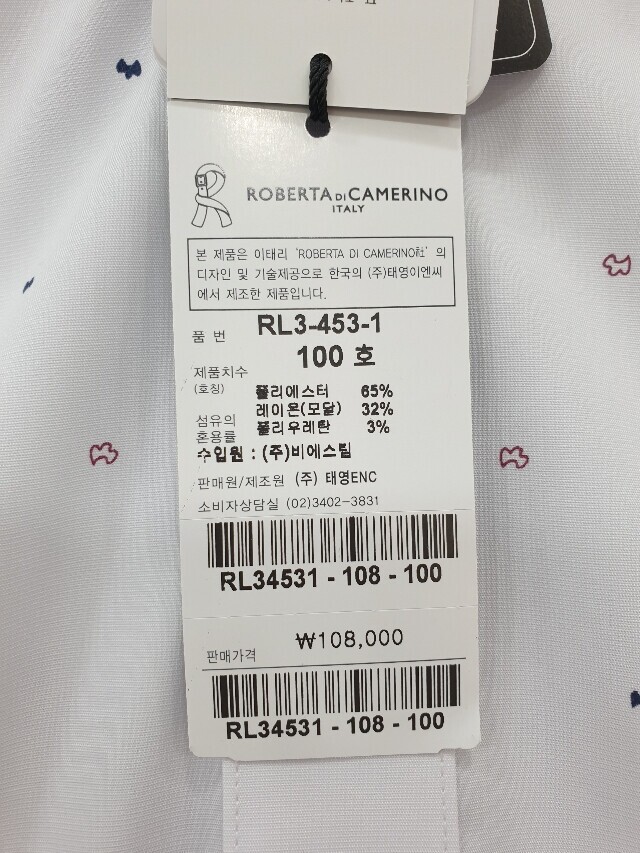 ROBERTA DI CAMERINO
ITALY
본 제품은 이태리 'ROBERTA DI CAMERINO社' 의
디자인 및 기술제공으로 한국의 (주)태영이엔씨
에서 제조한 제품입니다.
품 번 RL3-453-1
제품치수 100 호
(호칭)
폴리에스터 65%
섬유의 레이온(모달) 32%
혼용률 폴리우레탄 3%
수입원 : (주)비에스팀
판매원/제조원 (주) 태영ENC
소비자상담실 (02)3402-3831
RL34531 - 108 - 100
판매가격 ₩108,000
RL34531 - 108 - 100